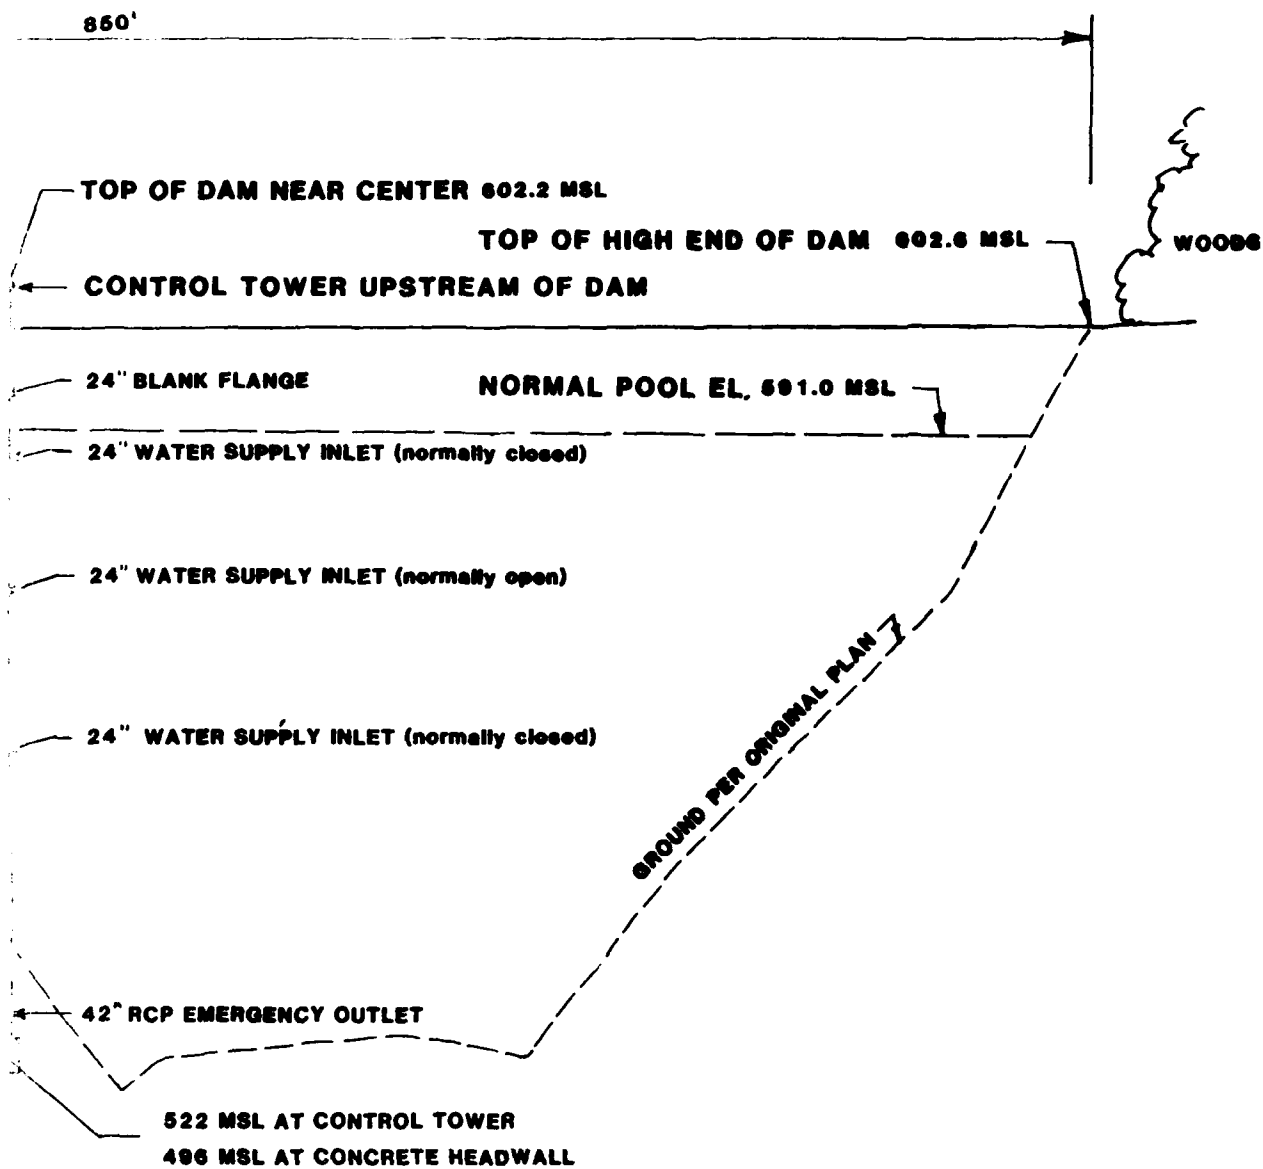 850'
TOP OF DAM NEAR CENTER 602.2 MSL
TOP OF HIGH END OF DAM 602.6 MSL
WOODS
CONTROL TOWER UPSTREAM OF DAM
24" BLANK FLANGE
NORMAL POOL EL. 591.0 MSL
24" WATER SUPPLY INLET (normally closed)
24" WATER SUPPLY INLET (normally open)
24" WATER SUPPLY INLET (normally closed)
GROUND PER ORIGINAL PLAN
42" RCP EMERGENCY OUTLET
522 MSL AT CONTROL TOWER
496 MSL AT CONCRETE HEADWALL